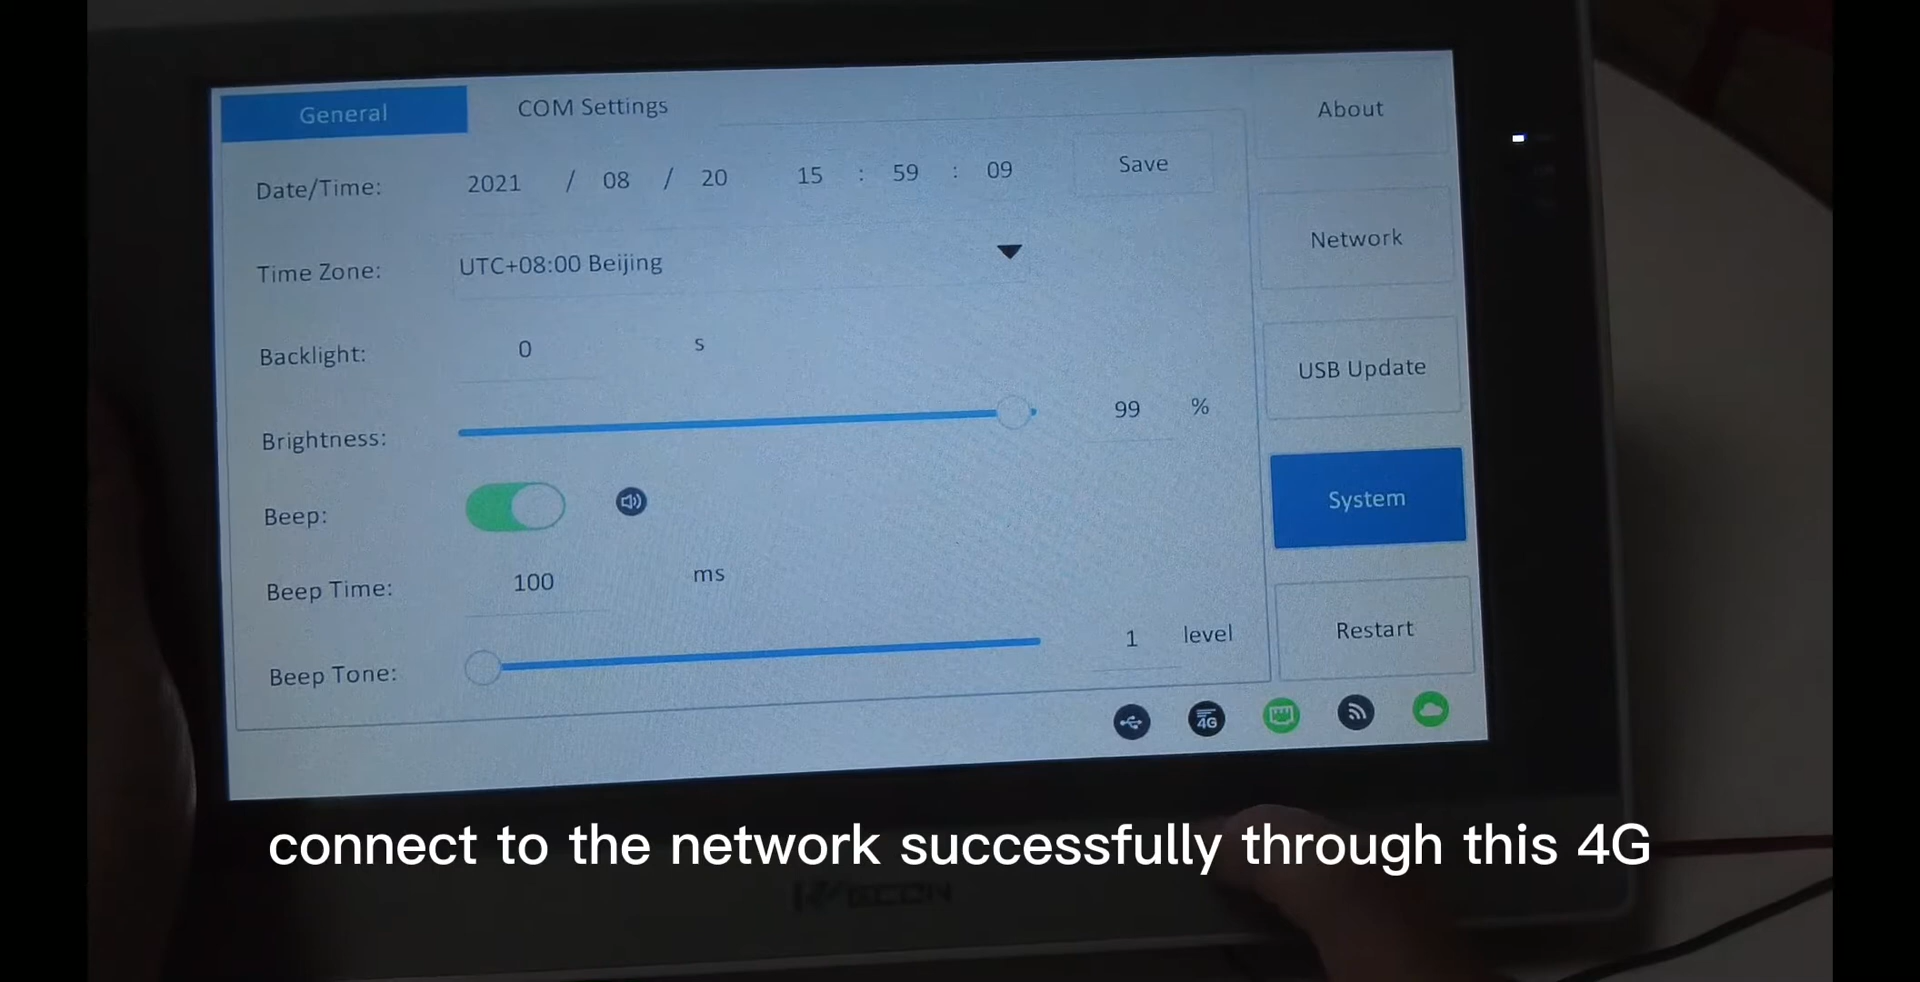 General COM Settings About
Date/Time: 2021 / 08 / 20 15 : 59 : 09 Save
Network
Time Zone: UTC+08:00 Beijing
Backlight: 0 s
USB Update
Brightness: 99 %
System
Beep:
Beep Time: 100 ms
Restart
Beep Tone: 1 level
4G
connect to the network successfully through this 4G